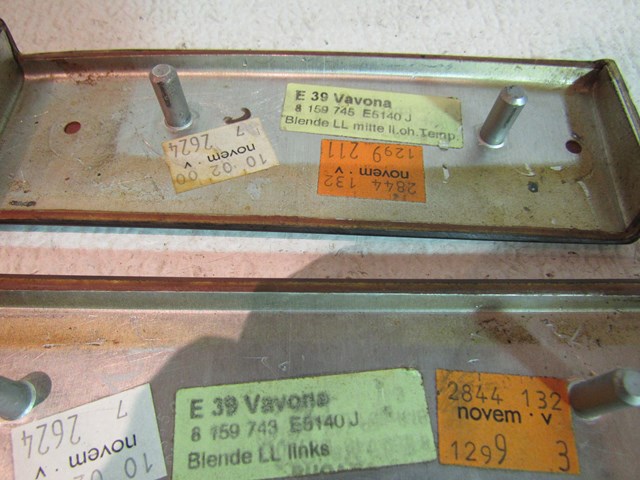 E 39 Vavona
8 159 745 E5140 J
Blende LL mitte ll.oh.Temp.
10·02 00
novem·v
7 2624
2844 132
novem·v
1299 211
E 39 Vavona
8 159 743 E5140 J
Blende LL links
10 02
novem·v
7 2624
2844 132
novem·v
1299 3